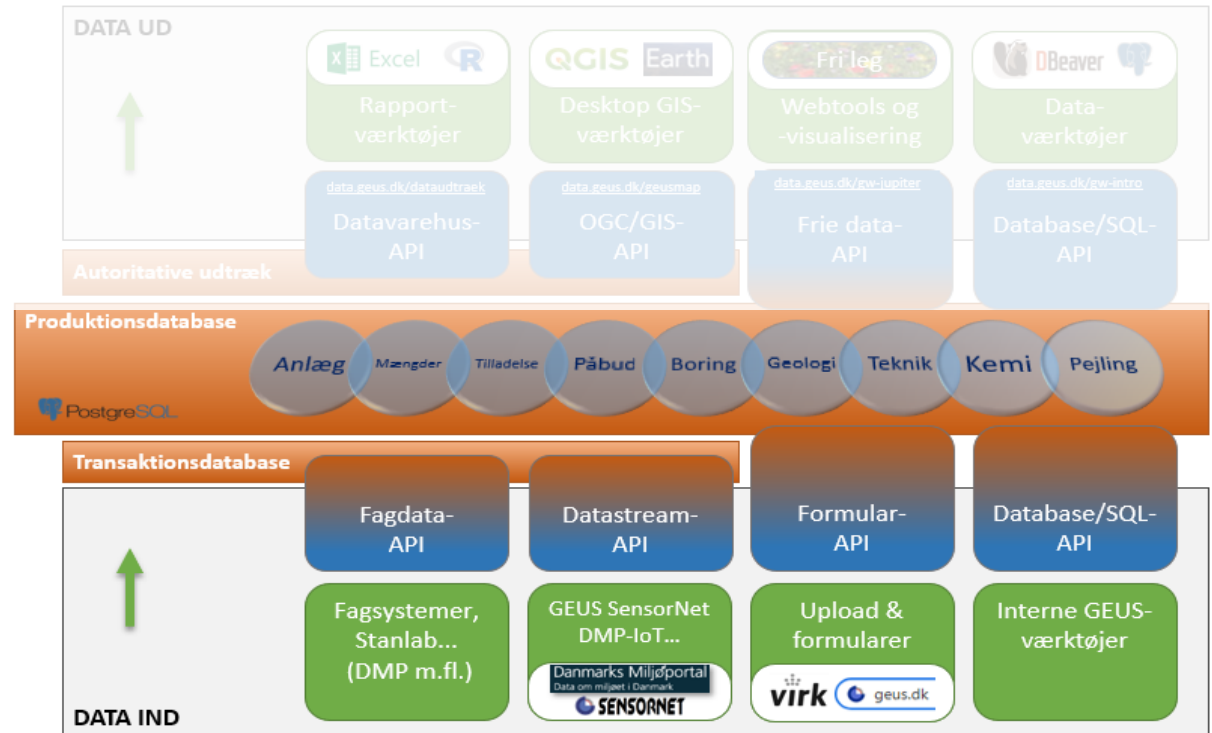 DATA UD
Excel R
QGIS Earth
Fri leg
DBeaver
Rapport-
værktøjer
Desktop GIS-
værktøjer
Webtools og
-visualisering
Data-
værktøjer
data.geus.dk/dataudtraek
Datavarehus-
API
data.geus.dk/geusmap
OGC/GIS-
API
data.geus.dk/gw-jupiter
Frie data-
API
data.geus.dk/gw-intro
Database/SQL-
API
Autoritative udtræk
Produktionsdatabase
Anlæg
Mængder
Tilladelse
Påbud
Boring
Geologi
Teknik
Kemi
Pejling
PostgreSQL
Transaktionsdatabase
Fagdata-
API
Datastream-
API
Formular-
API
Database/SQL-
API
Fagsystemer,
Stanlab...
(DMP m.fl.)
GEUS SensorNet
DMP-IoT...
Danmarks Miljøportal
Data om miljøet i Danmark
SENSORNET
Upload &
formularer
virk
geus.dk
Interne GEUS-
værktøjer
DATA IND